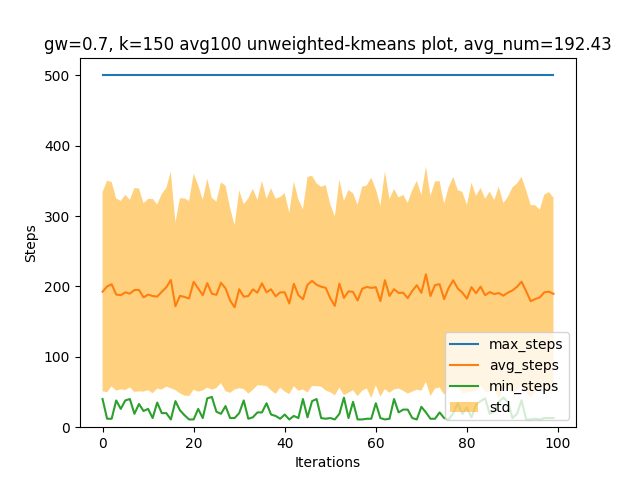 gw=0.7, k=150 avg100 unweighted-kmeans plot, avg_num=192.43
Steps
500
400
300
200
100
0
0 20 40 60 80 100
Iterations
max_steps
avg_steps
min_steps
std